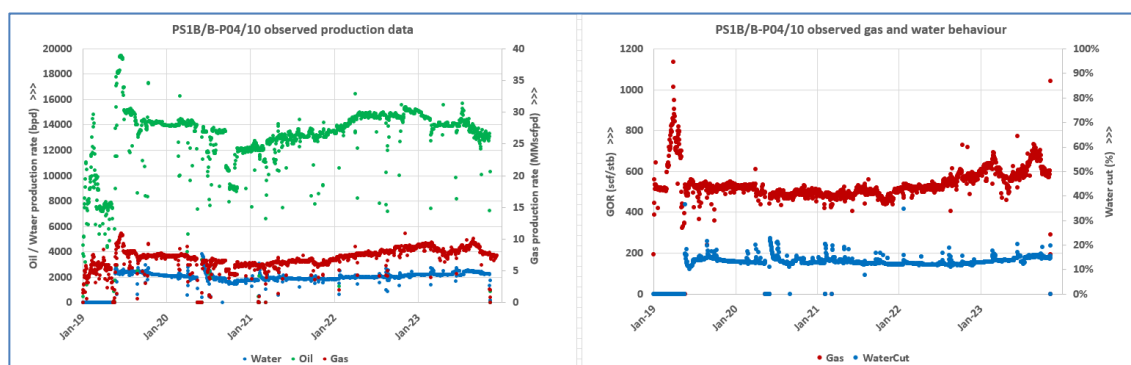 PS1B/B-P04/10 observed production data
Oil / Wtaer production rate (bpd) >>>
20000
18000
16000
14000
12000
10000
8000
6000
4000
2000
0
40
35
30
25
20
15
10
5
0
Gas production rate (MMscfpd) >>>
Jan-19
Jan-20
Jan-21
Jan-22
Jan-23
Water Oil Gas
PS1B/B-P04/10 observed gas and water behaviour
GOR (scf/stb) >>>
1200
1000
800
600
400
200
0
100%
90%
80%
70%
60%
50%
40%
30%
20%
10%
0%
Water cut (%) >>>
Jan-19
Jan-20
Jan-21
Jan-22
Jan-23
Gas WaterCut